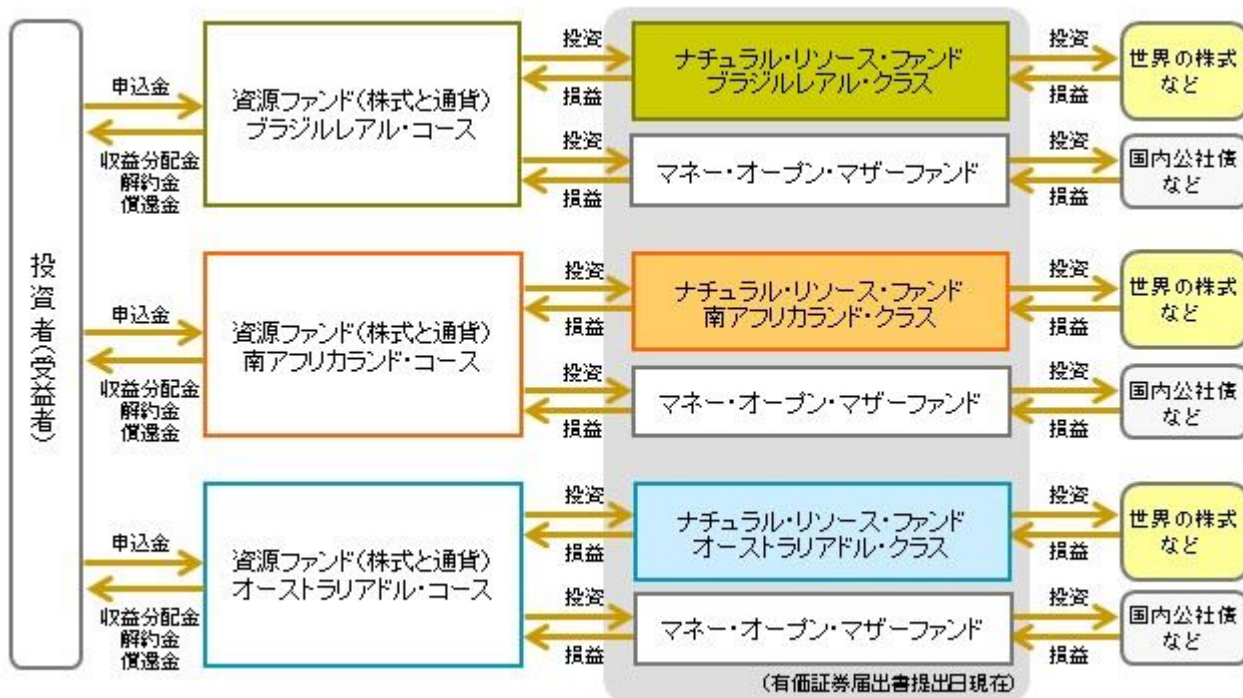 投資者(受益者)
申込金
収益分配金
解約金
償還金
資源ファンド(株式と通貨)
ブラジルレアル・コース
投資
損益
ナチュラル・リソース・ファンド
ブラジルレアル・クラス
投資
損益
世界の株式
など
投資
損益
マネー・オープン・マザーファンド
投資
損益
国内公社債
など
申込金
収益分配金
解約金
償還金
資源ファンド(株式と通貨)
南アフリカランド・コース
投資
損益
ナチュラル・リソース・ファンド
南アフリカランド・クラス
投資
損益
世界の株式
など
投資
損益
マネー・オープン・マザーファンド
投資
損益
国内公社債
など
申込金
収益分配金
解約金
償還金
資源ファンド(株式と通貨)
オーストラリアドル・コース
投資
損益
ナチュラル・リソース・ファンド
オーストラリアドル・クラス
投資
損益
世界の株式
など
投資
損益
マネー・オープン・マザーファンド
投資
損益
国内公社債
など
(有価証券届出書提出日現在)